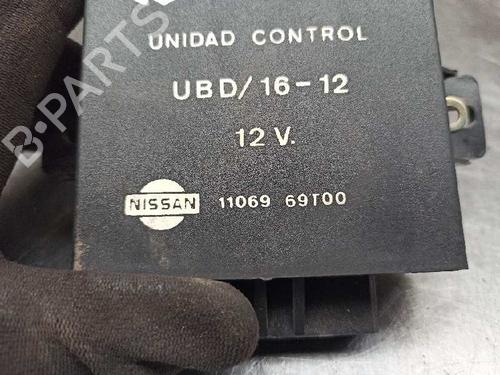 UNIDAD CONTROL
UBD/16-12
12 V.
NISSAN 11069 69T00
B-PARTS